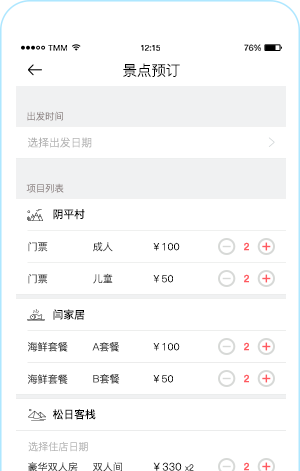 TMM 12:15 76%
景点预订
出发时间
选择出发日期
项目列表
阴平村
门票 成人 ¥100 2
门票 儿童 ¥50 2
闫家居
海鲜套餐 A套餐 ¥100 2
海鲜套餐 B套餐 ¥50 2
松日客栈
选择住店日期
豪华双人房 双人间 ¥330 x2 2